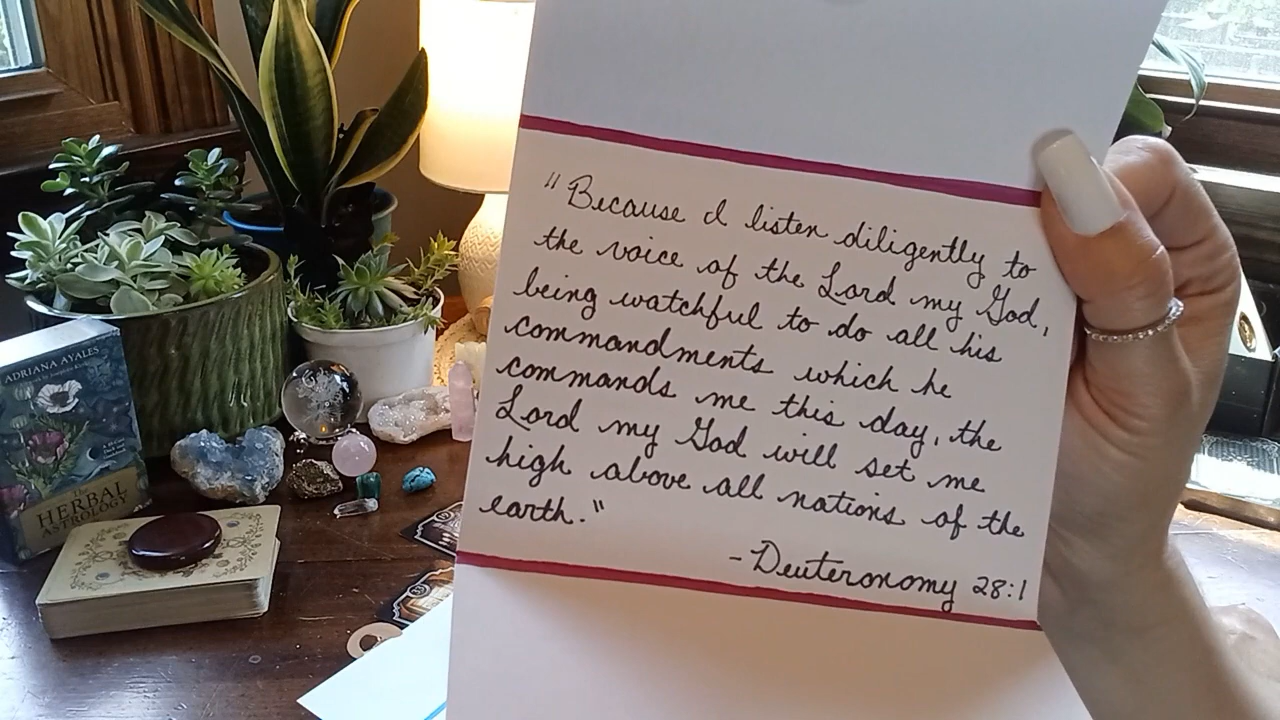 "Because I listen diligently to
the voice of the Lord my God,
being watchful to do all his
commandments which he
commands me this day, the
Lord my God will set me
high above all nations of the
earth."
-Deuteronomy 28:1
ADRIANA AYALES
HERBAL
ASTROLOGY